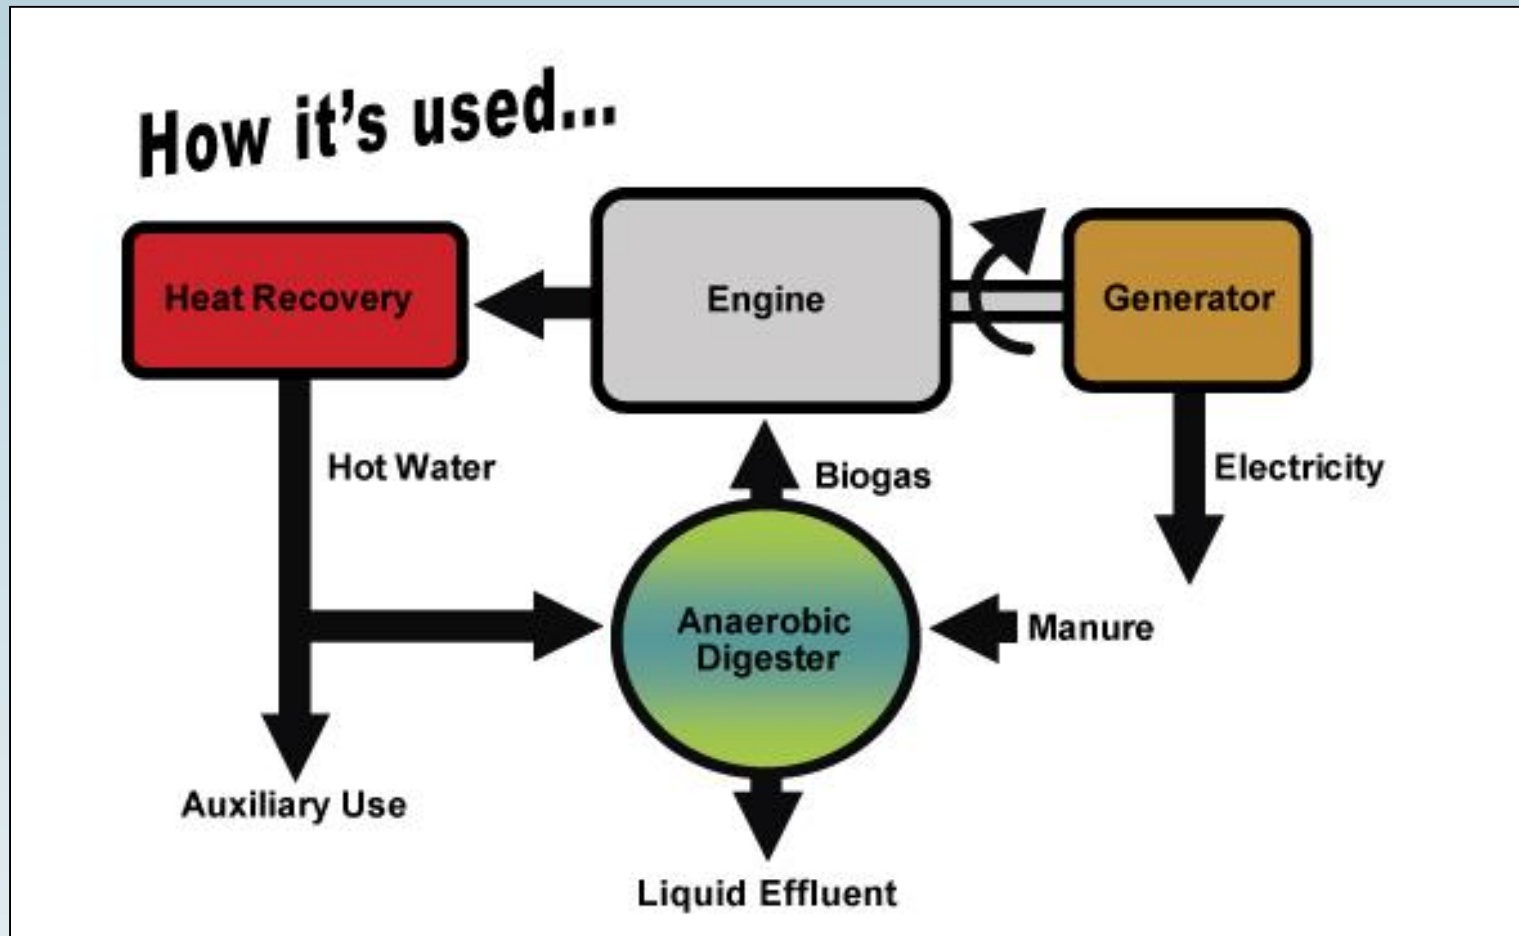 How it's used...
Heat Recovery
Engine
Generator
Hot Water
Biogas
Electricity
Anaerobic
Digester
Manure
Auxiliary Use
Liquid Effluent